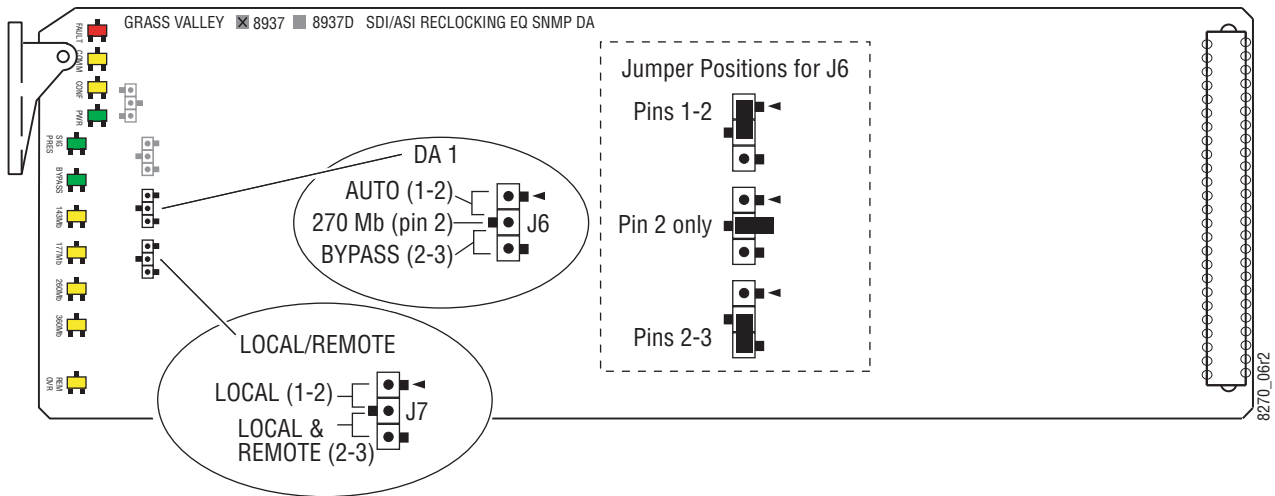 GRASS VALLEY 8937 8937D SDI/ASI RECLOCKING EQ SNMP DA
FAULT
COMM
CONF
PWR
SIG
PRES
BYPASS
143Mb
177Mb
260Mb
360Mb
REM
OVR
DA 1
AUTO (1-2)
270 Mb (pin 2)
BYPASS (2-3)
J6
LOCAL/REMOTE
LOCAL (1-2)
J7
LOCAL &
REMOTE (2-3)
Jumper Positions for J6
Pins 1-2
Pin 2 only
Pins 2-3
8270_06r2